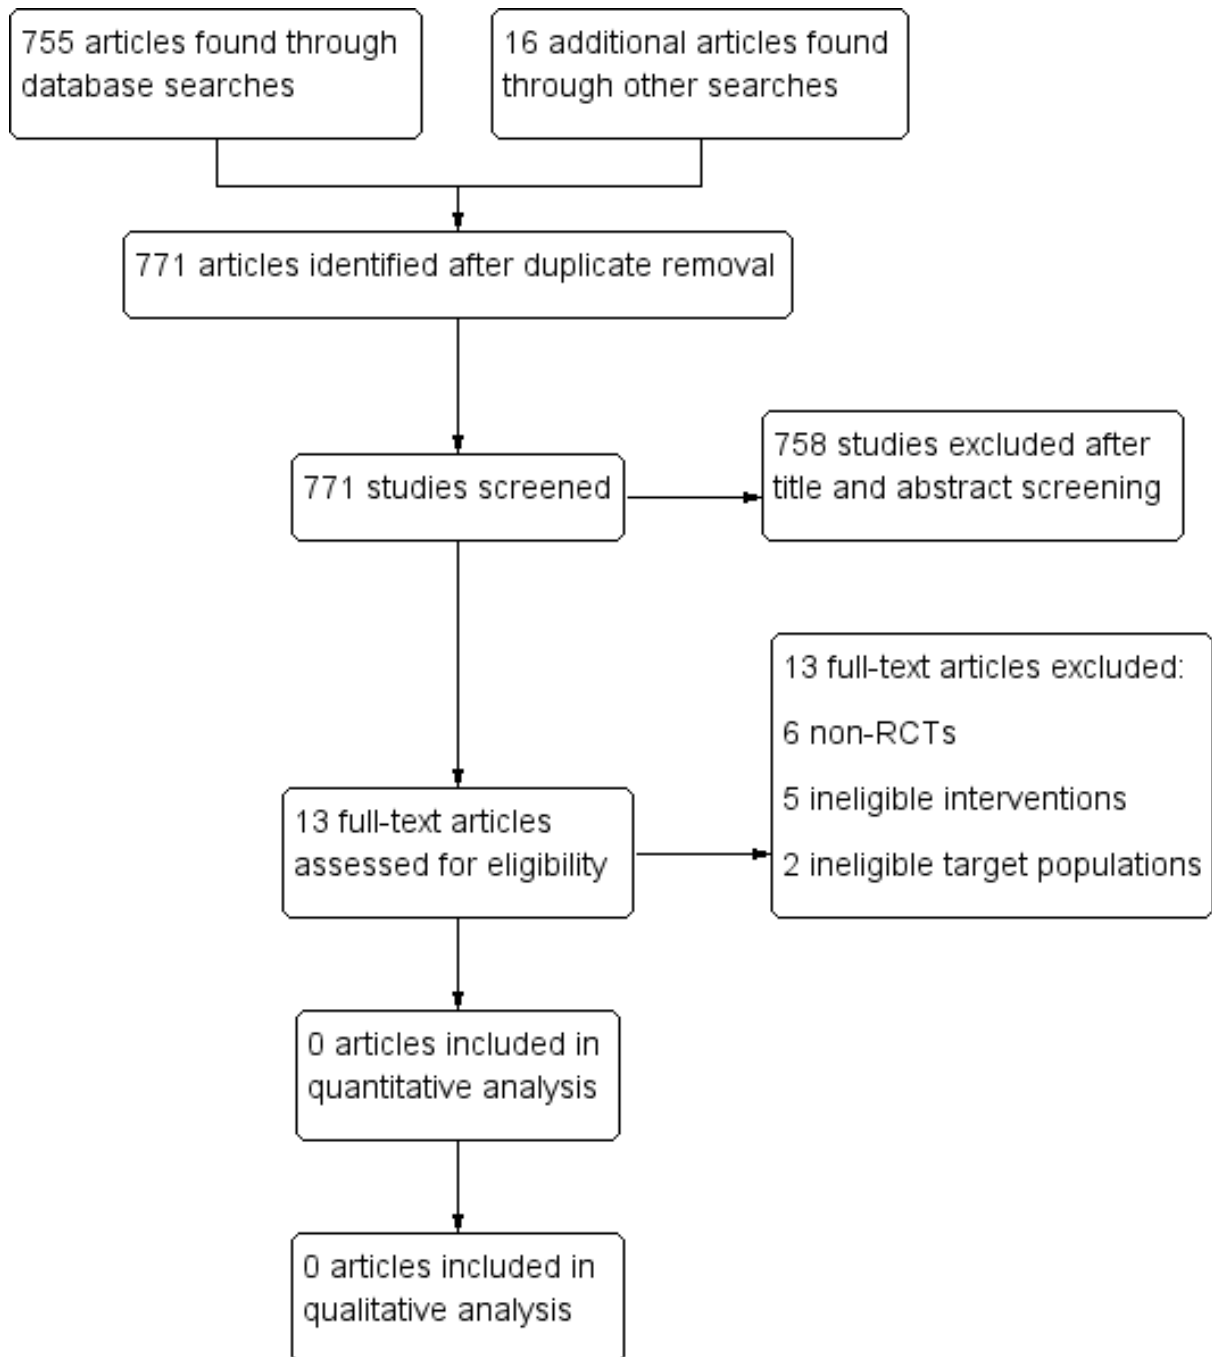 755 articles found through
database searches
16 additional articles found
through other searches
771 articles identified after duplicate removal
771 studies screened
758 studies excluded after
title and abstract screening
13 full-text articles
assessed for eligibility
13 full-text articles excluded:
6 non-RCTs
5 ineligible interventions
2 ineligible target populations
0 articles included in
quantitative analysis
0 articles included in
qualitative analysis